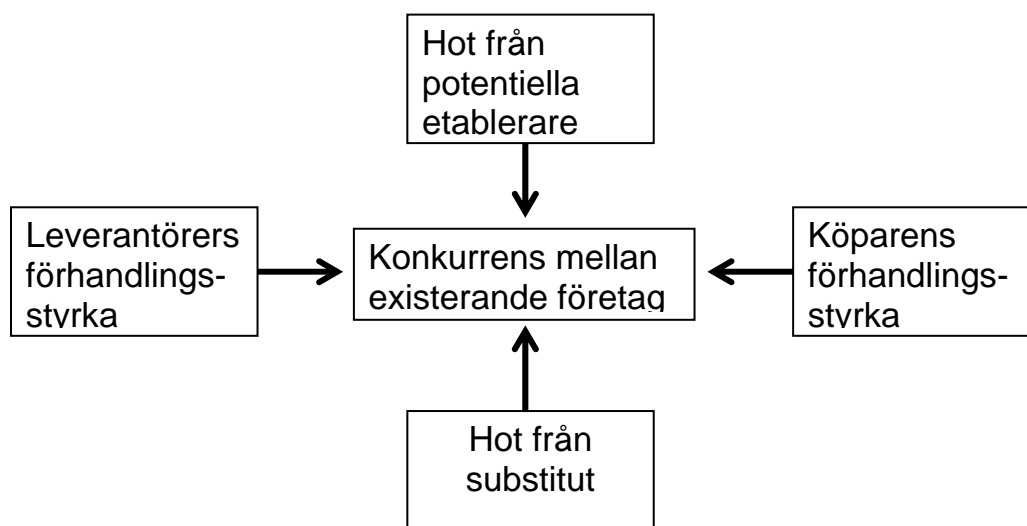 Hot från
potentiella
etablerare
Leverantörers
förhandlings-
styrka
Konkurrens mellan
existerande företag
Köparens
förhandlings-
styrka
Hot från
substitut